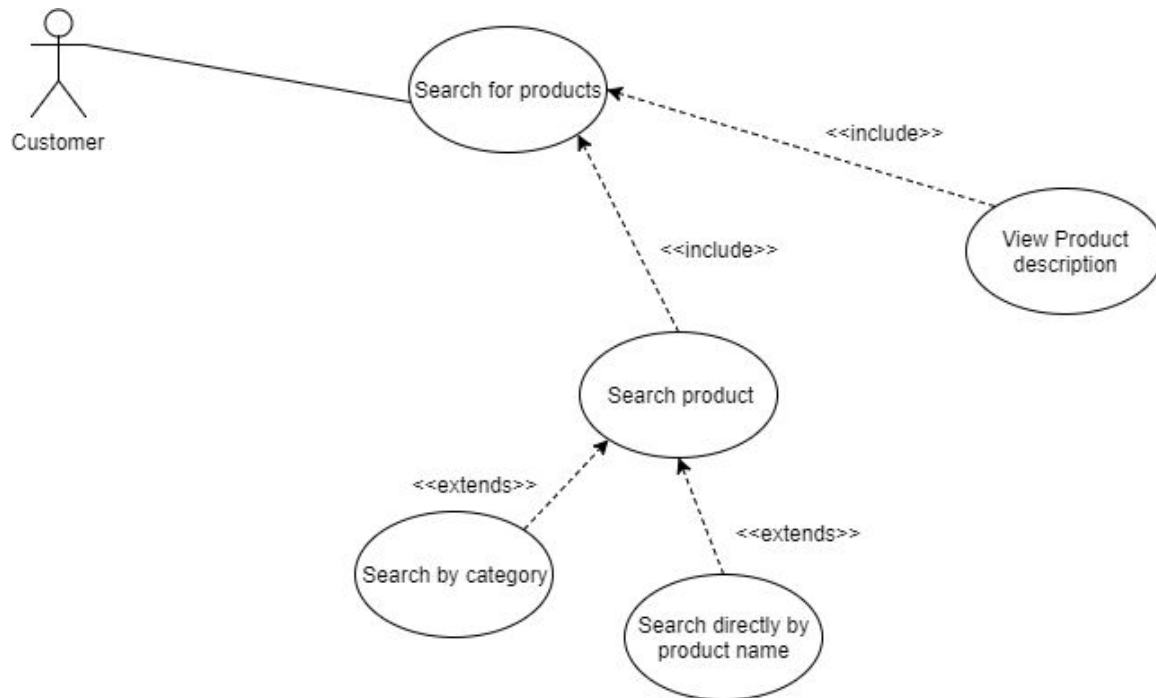 Search for products
Customer
<<include>>
<<include>>
View Product
description
Search product
<<extends>>
<<extends>>
Search by category
Search directly by
product name